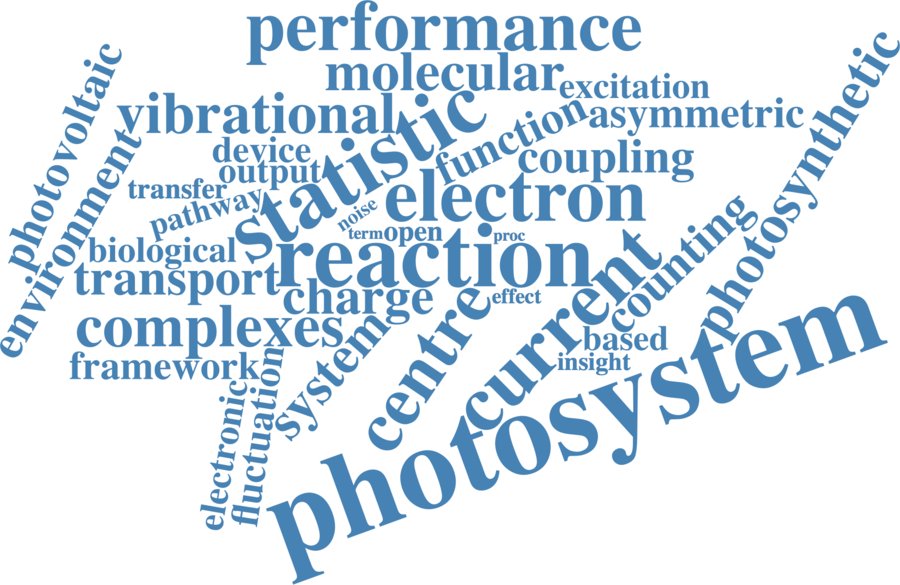 performance
molecular
excitation
photovoltaic
vibrational
statistic
function
asymmetric
photosynthetic
device
output
coupling
environment
transfer
pathway
noise
electron
term
open
proc
biological
reaction
counting
transport
charge
effect
current
complexes
centre
based
framework
system
insight
electronic
fluctuation
photosystem